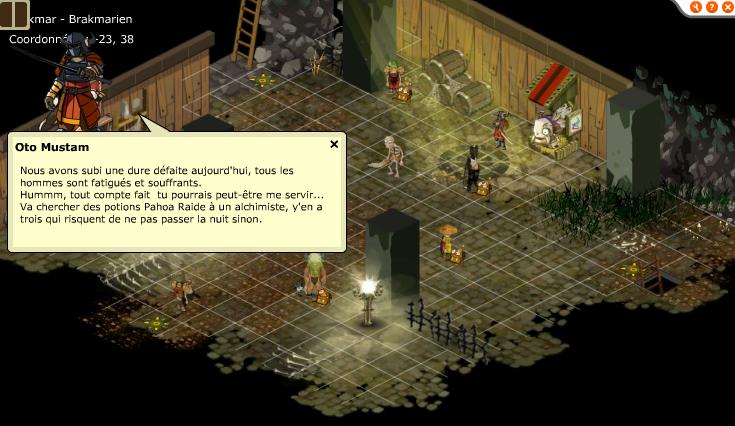 kmar - Brakmarien
Coordonné -23, 38
Oto Mustam
Nous avons subi une dure défaite aujourd'hui, tous les
hommes sont fatigués et souffrants.
Hummm, tout compte fait tu pourrais peut-être me servir...
Va chercher des potions Pahoa Raide à un alchimiste, y'en a
trois qui risquent de ne pas passer la nuit sinon.